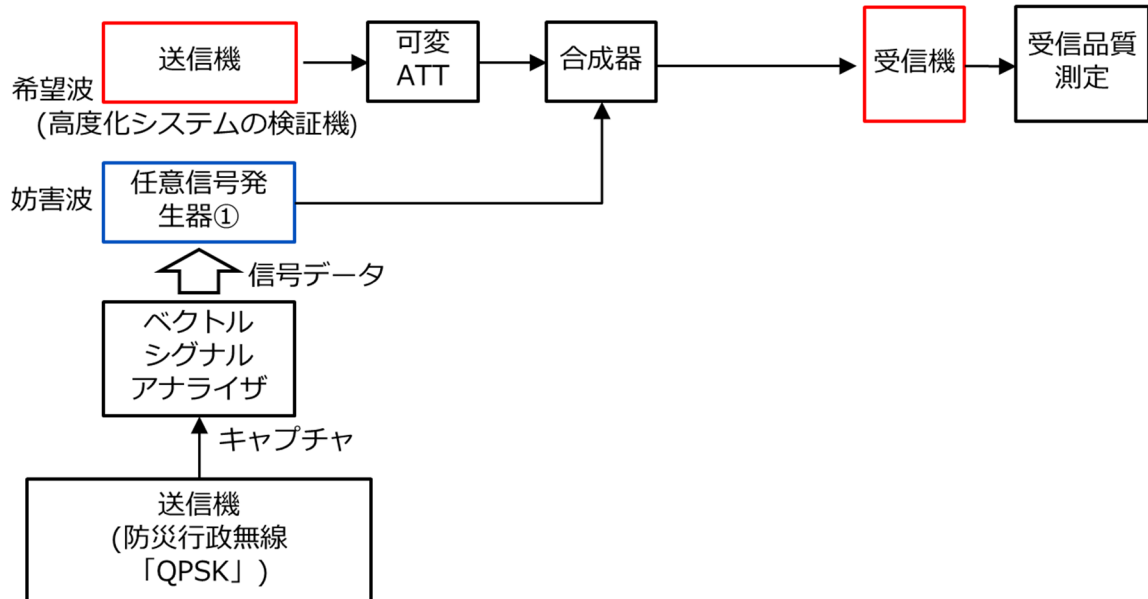 送信機
可変
ATT
合成器
受信機
受信品質
測定
希望波
(高度化システムの検証機)
妨害波
任意信号発
生器①
信号データ
ベクトル
シグナル
アナライザ
キャプチャ
送信機
(防災行政無線
「QPSK」)